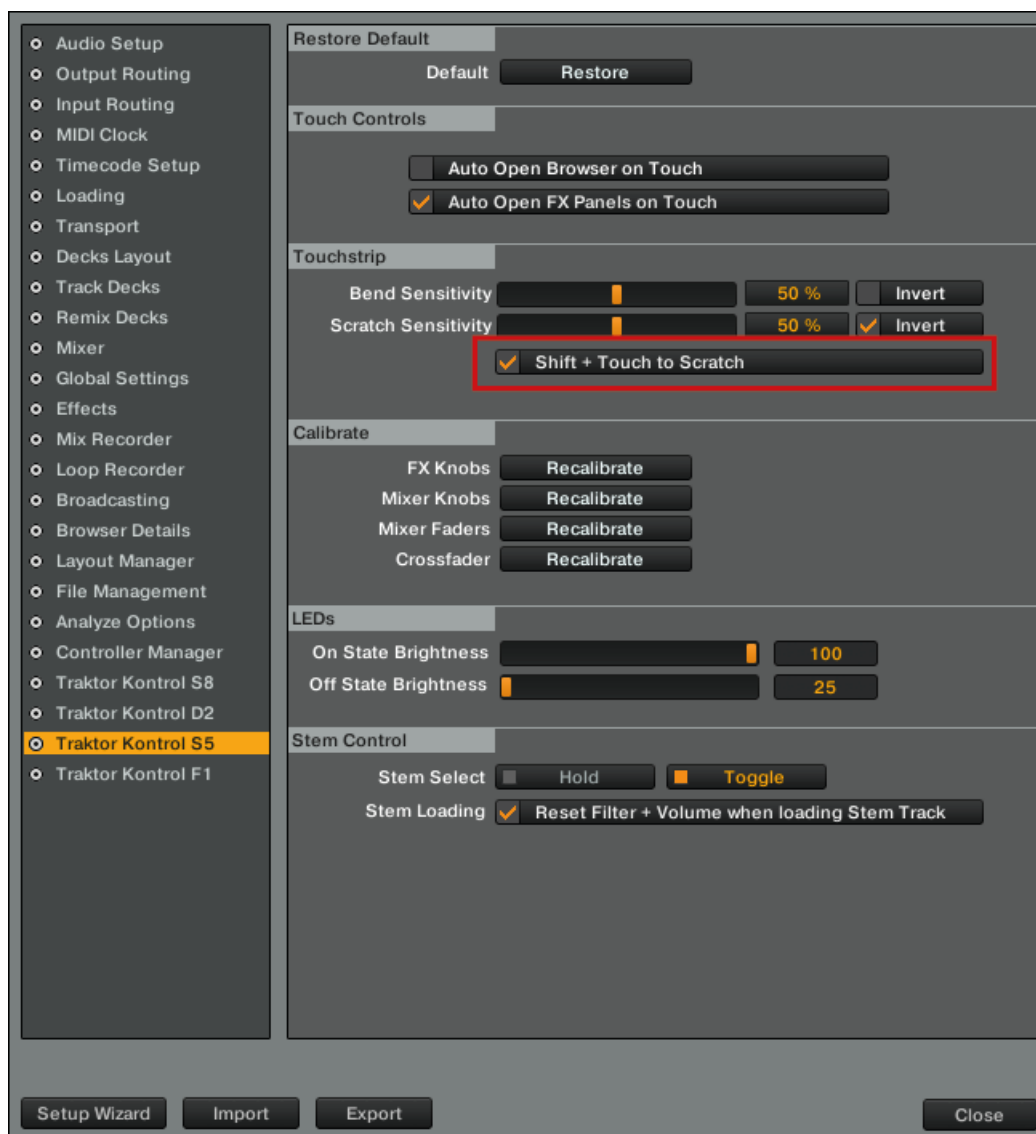 Audio Setup
Output Routing
Input Routing
MIDI Clock
Timecode Setup
Loading
Transport
Decks Layout
Track Decks
Remix Decks
Mixer
Global Settings
Effects
Mix Recorder
Loop Recorder
Broadcasting
Browser Details
Layout Manager
File Management
Analyze Options
Controller Manager
Traktor Kontrol S8
Traktor Kontrol D2
Traktor Kontrol S5
Traktor Kontrol F1
Restore Default
Default Restore
Touch Controls
Auto Open Browser on Touch
Auto Open FX Panels on Touch
Touchstrip
Bend Sensitivity 50 % Invert
Scratch Sensitivity 50 % Invert
Shift + Touch to Scratch
Calibrate
FX Knobs Recalibrate
Mixer Knobs Recalibrate
Mixer Faders Recalibrate
Crossfader Recalibrate
LEDs
On State Brightness 100
Off State Brightness 25
Stem Control
Stem Select Hold Toggle
Stem Loading Reset Filter + Volume when loading Stem Track
Setup Wizard Import Export Close